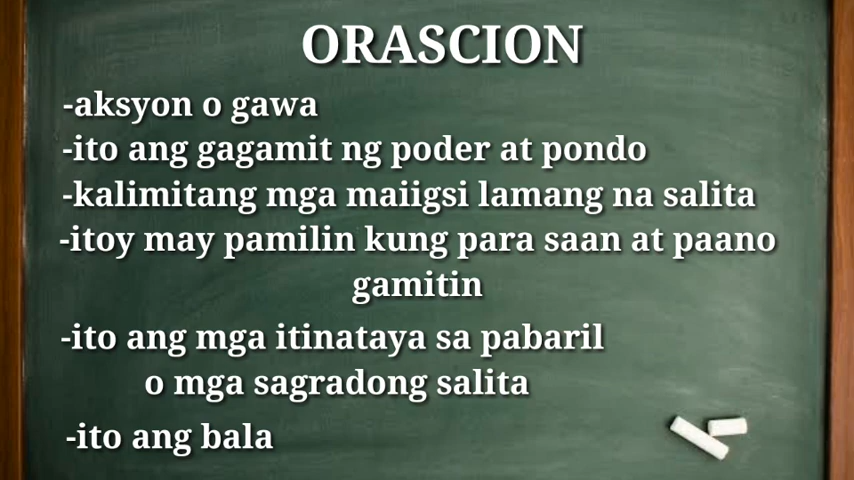 ORASCION
-aksyon o gawa
-ito ang gagamit ng poder at pondo
-kalimitang mga maiigsi lamang na salita
-itoy may pamilin kung para saan at paano
gamitin
-ito ang mga itinataya sa pabaril
o mga sagradong salita
-ito ang bala